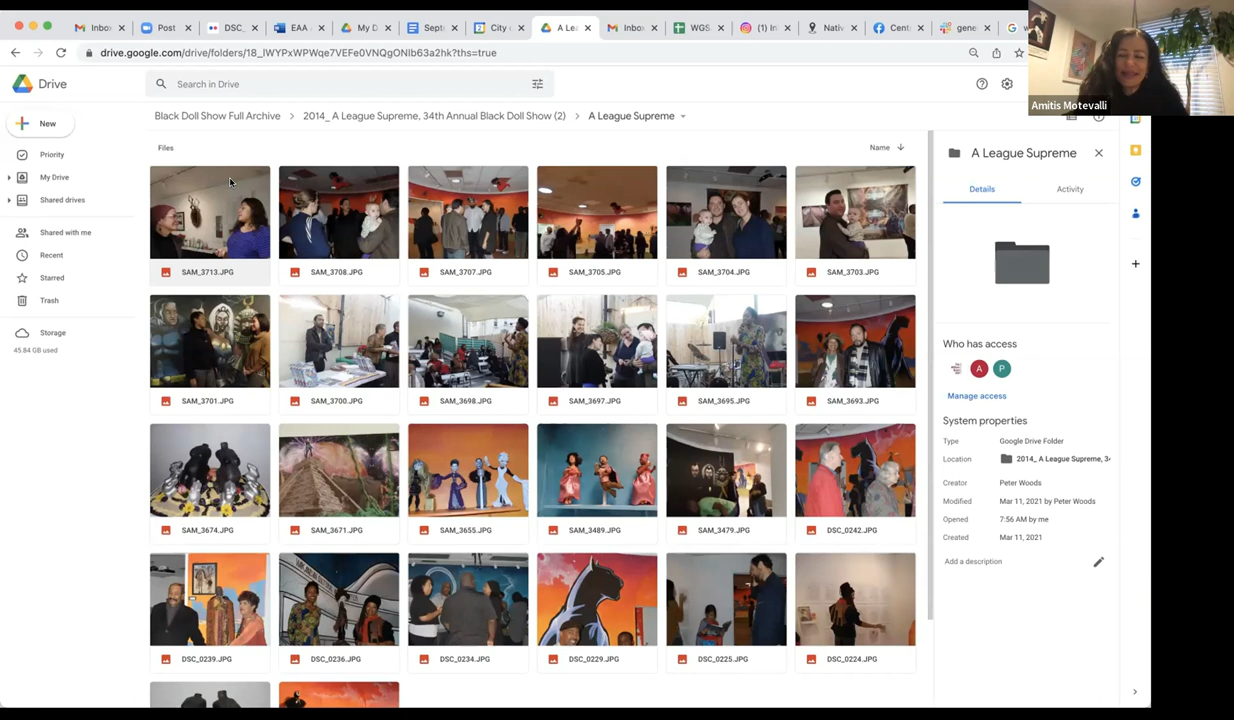 Inbo
Post
DSC_
EAA
My D
Sept
City o
A Lea
Inbox
WGS
(1) In
Nativ
Cente
gene
drive.google.com/drive/folders/18_IWYPxWPWqe7VEFe0VNQgONIb63a2hk?ths=true
Amitis Motevalli
Drive
Search in Drive
New
Priority
My Drive
Shared drives
Shared with me
Recent
Starred
Trash
Storage
45.84 GB used
Black Doll Show Full Archive > 2014_ A League Supreme, 34th Annual Black Doll Show (2) > A League Supreme
Files
Name
SAM_3713.JPG
SAM_3708.JPG
SAM_3707.JPG
SAM_3705.JPG
SAM_3704.JPG
SAM_3703.JPG
SAM_3701.JPG
SAM_3700.JPG
SAM_3698.JPG
SAM_3697.JPG
SAM_3695.JPG
SAM_3693.JPG
SAM_3674.JPG
SAM_3671.JPG
SAM_3655.JPG
SAM_3489.JPG
SAM_3479.JPG
DSC_0242.JPG
DSC_0239.JPG
DSC_0236.JPG
DSC_0234.JPG
DSC_0229.JPG
DSC_0225.JPG
DSC_0224.JPG
A League Supreme
Details
Activity
Who has access
A
P
Manage access
System properties
Type Google Drive Folder
Location 2014_ A League Supreme, 34
Creator Peter Woods
Modified Mar 11, 2021 by Peter Woods
Opened 7:56 AM by me
Created Mar 11, 2021
Add a description